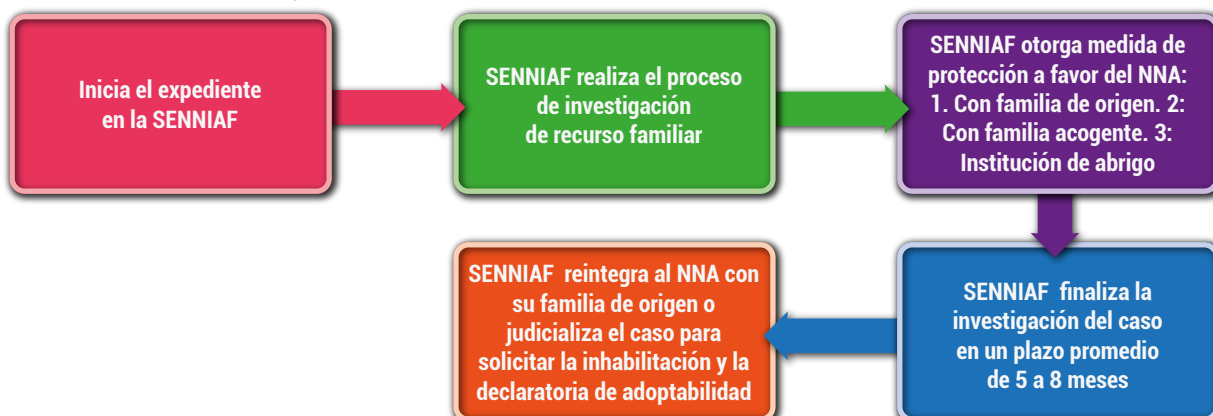 Inicia el expediente
en la SENNIAF
SENNIAF realiza el proceso
de investigación
de recurso familiar
SENNIAF otorga medida de
protección a favor del NNA:
1. Con familia de origen. 2:
Con familia acogente. 3:
Institución de abrigo
SENNIAF finaliza la
investigación del caso
en un plazo promedio
de 5 a 8 meses
SENNIAF reintegra al NNA con
su familia de origen o
judicializa el caso para
solicitar la inhabilitación y la
declaratoria de adoptabilidad